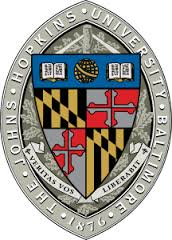 THE · JOHNS · HOPKINS · UNIVERSITY · BALTIMORE · 1876 ·
VERITAS VOS LIBERABIT